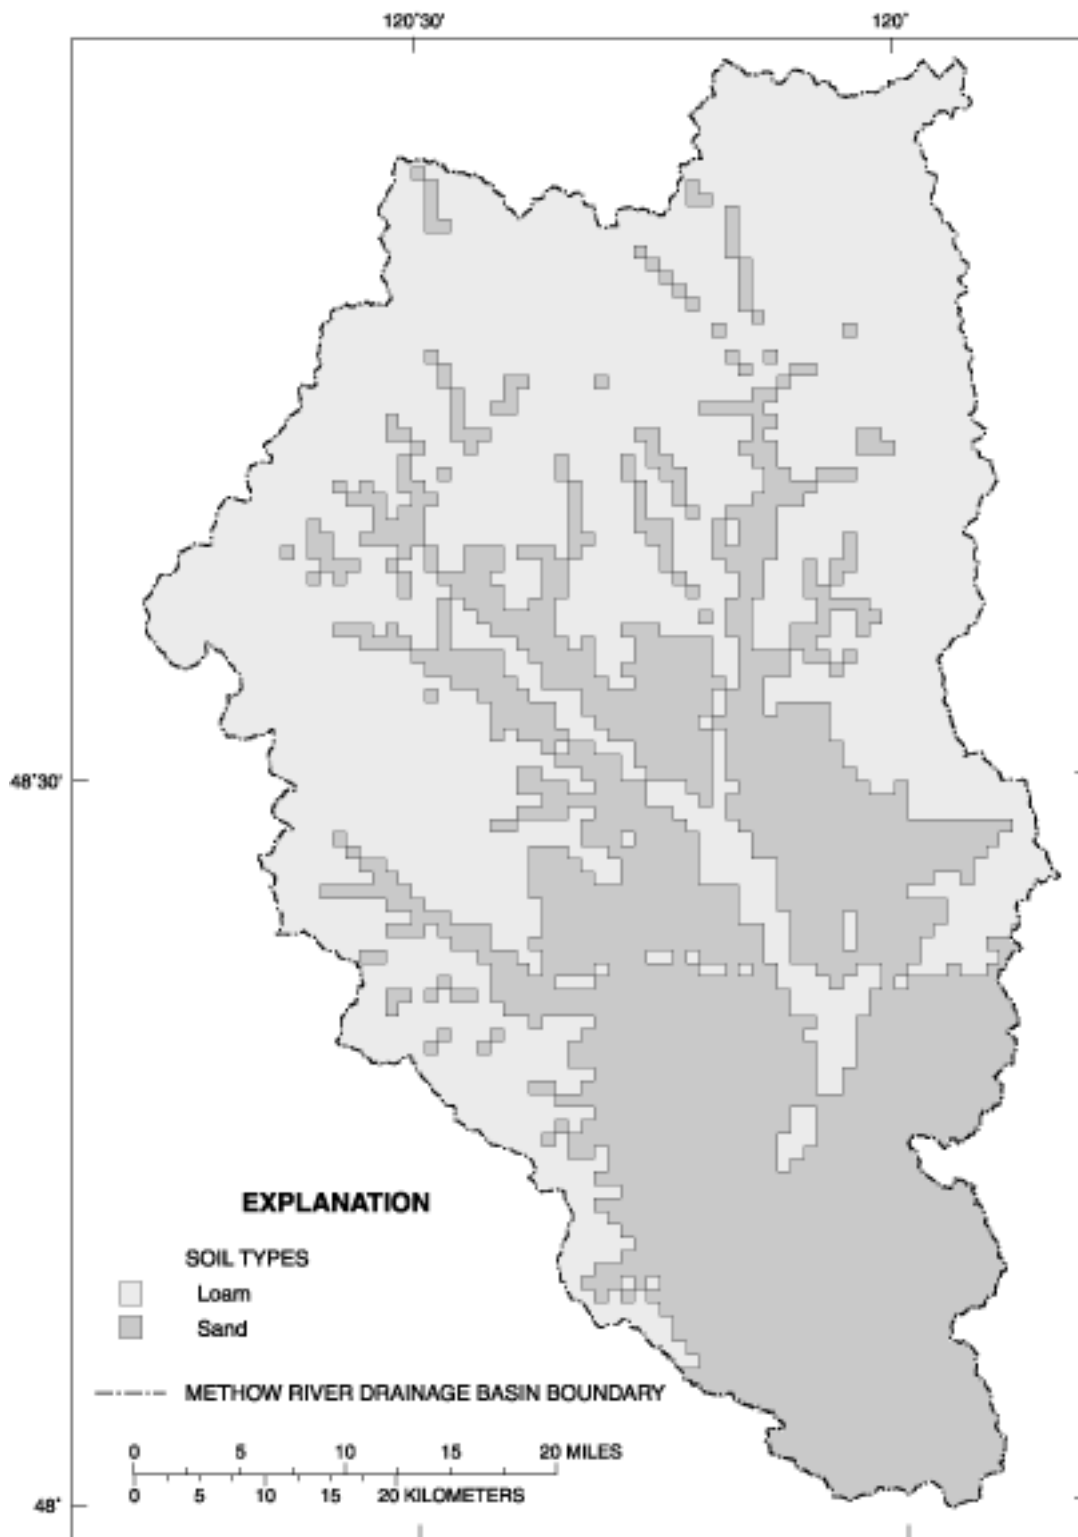 120°30' 120°
48°30'
EXPLANATION
SOIL TYPES
Loam
Sand
METHOW RIVER DRAINAGE BASIN BOUNDARY
0 5 10 15 20 MILES
0 5 10 15 20 KILOMETERS
48°